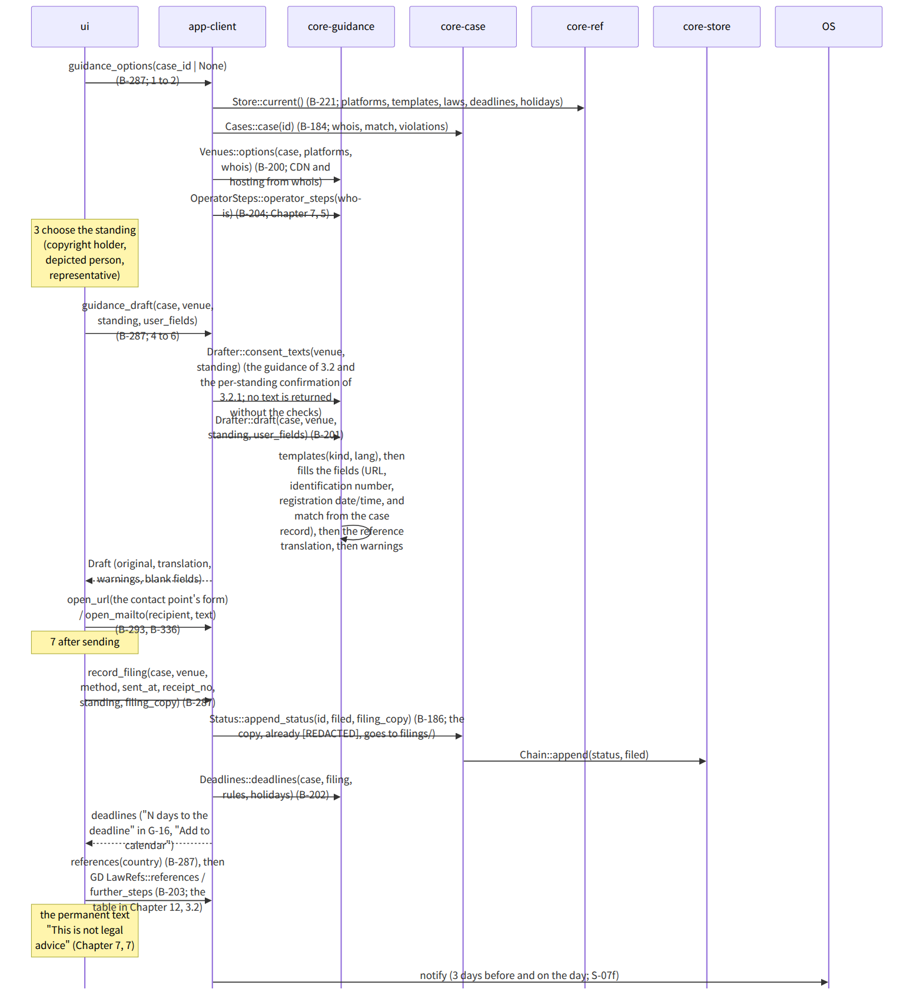 ui
app-client
core-guidance
core-case
core-ref
core-store
OS
guidance_options(case_id | None)
(B-287; 1 to 2)
Store::current() (B-221; platforms, templates, laws, deadlines, holidays)
Cases::case(id) (B-184; whois, match, violations)
Venues::options(case, platforms,
whois) (B-200; CDN and
hosting from whois)
OperatorSteps::operator_steps(who-
is) (B-204; Chapter 7, 5)
3 choose the standing
(copyright holder,
depicted person,
representative)
guidance_draft(case, venue,
standing, user_fields)
(B-287; 4 to 6)
Drafter::consent_texts(venue,
standing) (the guidance of 3.2 and
the per-standing confirmation of
3.2.1; no text is returned
without the checks)
Drafter::draft(case, venue,
standing, user_fields) (B-201)
templates(kind, lang), then
fills the fields (URL,
identification number,
registration date/time, and
match from the case
record), then the reference
translation, then warnings
Draft (original, translation,
warnings, blank fields)
open_url(the contact point's form)
/ open_mailto(recipient, text)
(B-293, B-336)
7 after sending
record_filing(case, venue,
method, sent_at, receipt_no,
standing, filing_copy) (B-287)
Status::append_status(id, filed, filing_copy) (B-186; the
copy, already [REDACTED], goes to filings/)
Chain::append(status, filed)
Deadlines::deadlines(case, filing,
rules, holidays) (B-202)
deadlines ("N days to the
deadline" in G-16, "Add to
calendar")
references(country) (B-287), then
GD LawRefs::references /
further_steps (B-203; the
table in Chapter 12, 3.2)
the permanent text
"This is not legal
advice" (Chapter 7, 7)
notify (3 days before and on the day; S-07f)